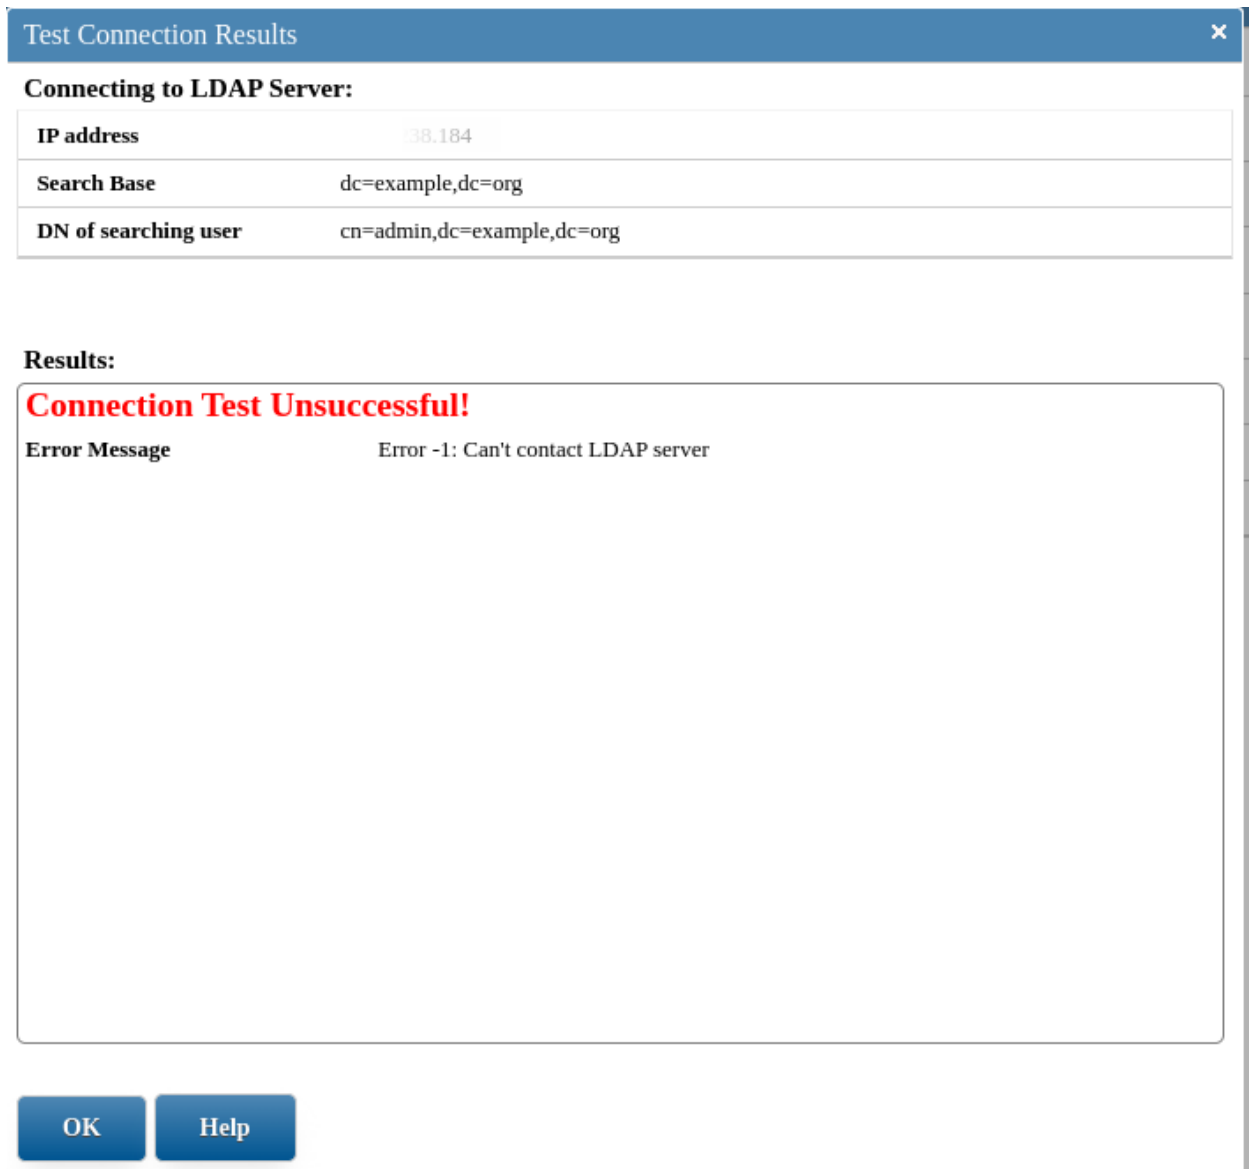 Test Connection Results ×
Connecting to LDAP Server:
IP address 38.184
Search Base dc=example,dc=org
DN of searching user cn=admin,dc=example,dc=org
Results:
Connection Test Unsuccessful!
Error Message Error -1: Can't contact LDAP server
OK Help